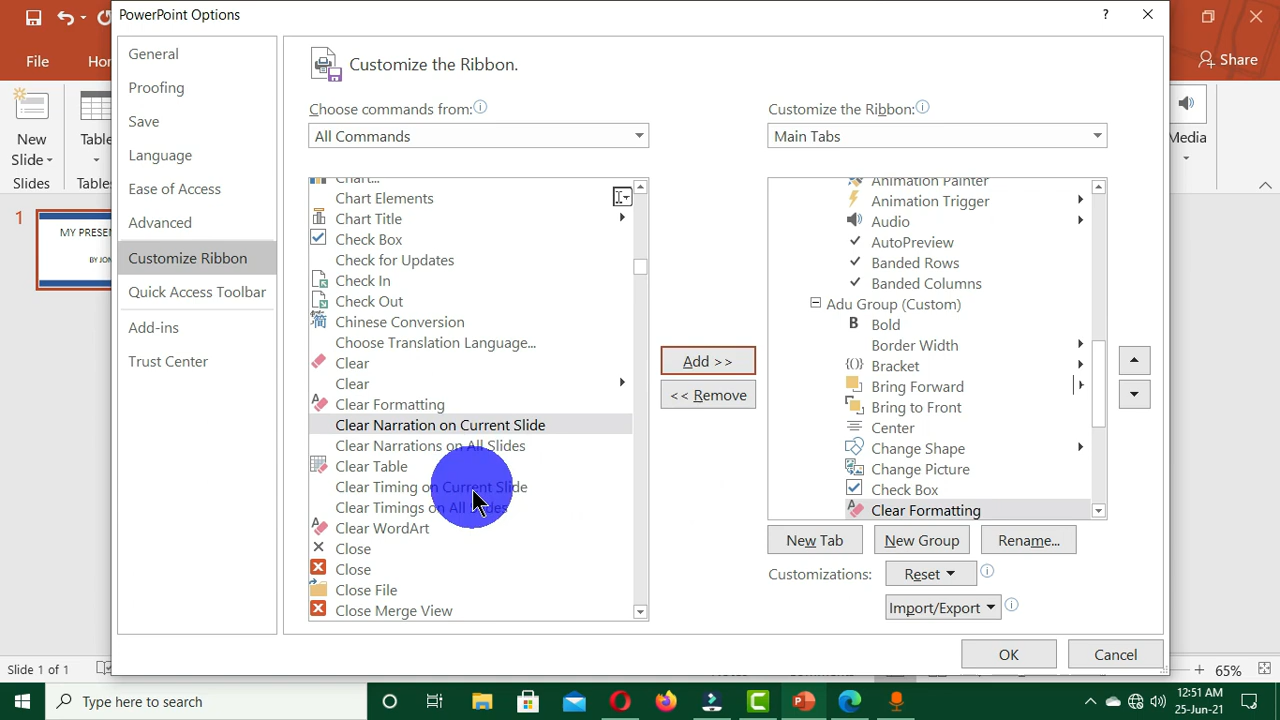 PowerPoint Options
?
File
Hom
Share
New
Slide
Slides
Table
Tables
Media
1
MY PRESEN
BY JOM
General
Proofing
Save
Language
Ease of Access
Advanced
Customize Ribbon
Quick Access Toolbar
Add-ins
Trust Center
Customize the Ribbon.
Choose commands from:
All Commands
Chart...
Chart Elements
Chart Title
Check Box
Check for Updates
Check In
Check Out
Chinese Conversion
Choose Translation Language...
Clear
Clear
Clear Formatting
Clear Narration on Current Slide
Clear Narrations on All Slides
Clear Table
Clear Timing on Current Slide
Clear Timings on All Slides
Clear WordArt
Close
Close
Close File
Close Merge View
Add >>
<< Remove
Customize the Ribbon:
Main Tabs
Animation Painter
Animation Trigger
Audio
AutoPreview
Banded Rows
Banded Columns
Adu Group (Custom)
B Bold
Border Width
Bracket
Bring Forward
Bring to Front
Center
Change Shape
Change Picture
Check Box
Clear Formatting
New Tab
New Group
Rename...
Customizations:
Reset
Import/Export
OK
Cancel
Slide 1 of 1
65%
Type here to search
12:51 AM
25-Jun-21